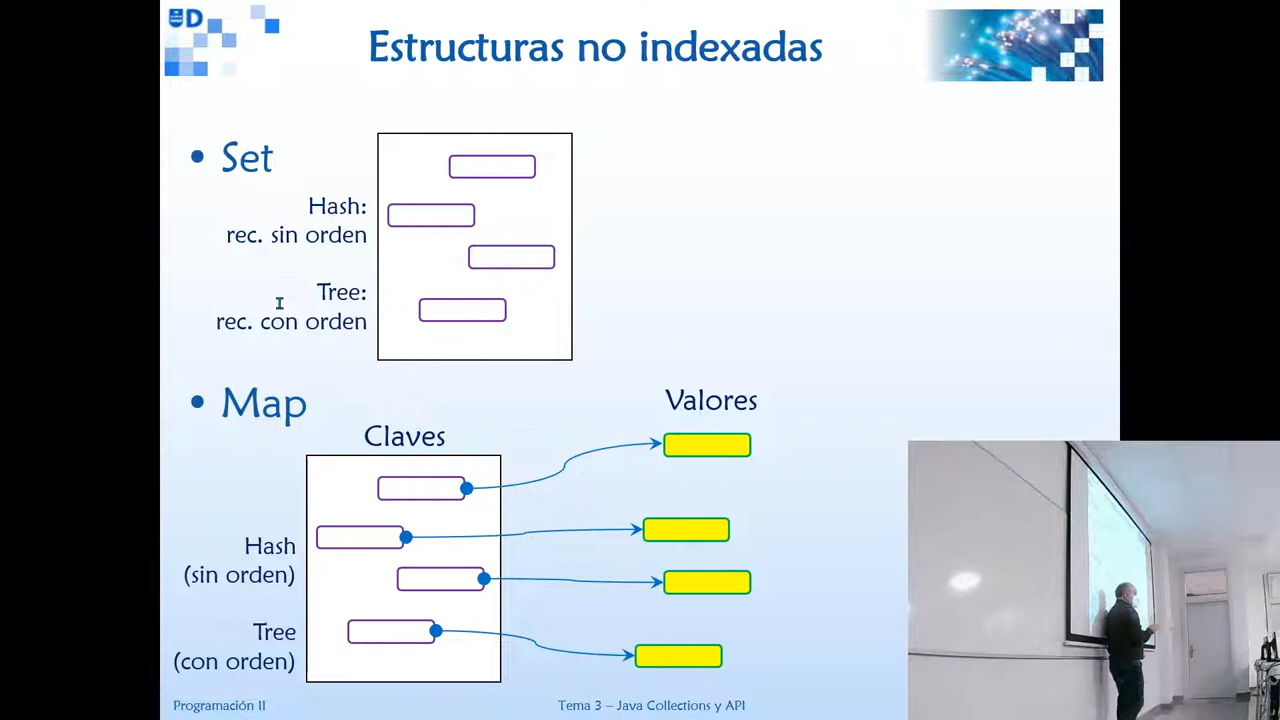 UD
Estructuras no indexadas
• Set
Hash:
rec. sin orden
Tree:
rec. con orden
• Map
Claves
Valores
Hash
(sin orden)
Tree
(con orden)
Programación II
Tema 3 – Java Collections y API